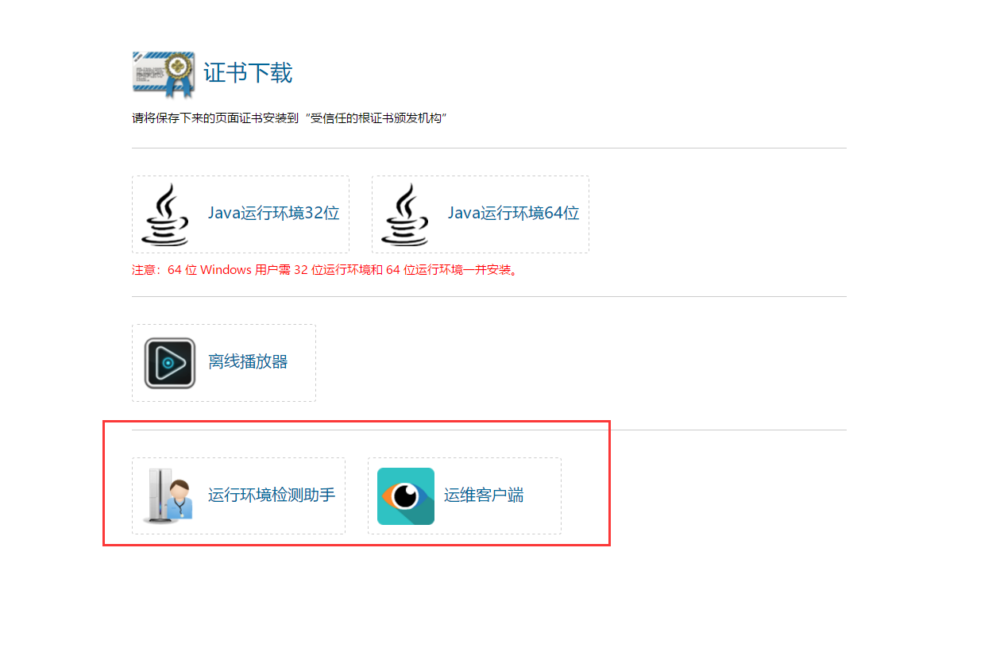 证书下载
请将保存下来的页面证书安装到“受信任的根证书颁发机构”
Java运行环境32位
Java运行环境64位
注意：64 位 Windows 用户需 32 位运行环境和 64 位运行环境一并安装。
离线播放器
运行环境检测助手
运维客户端